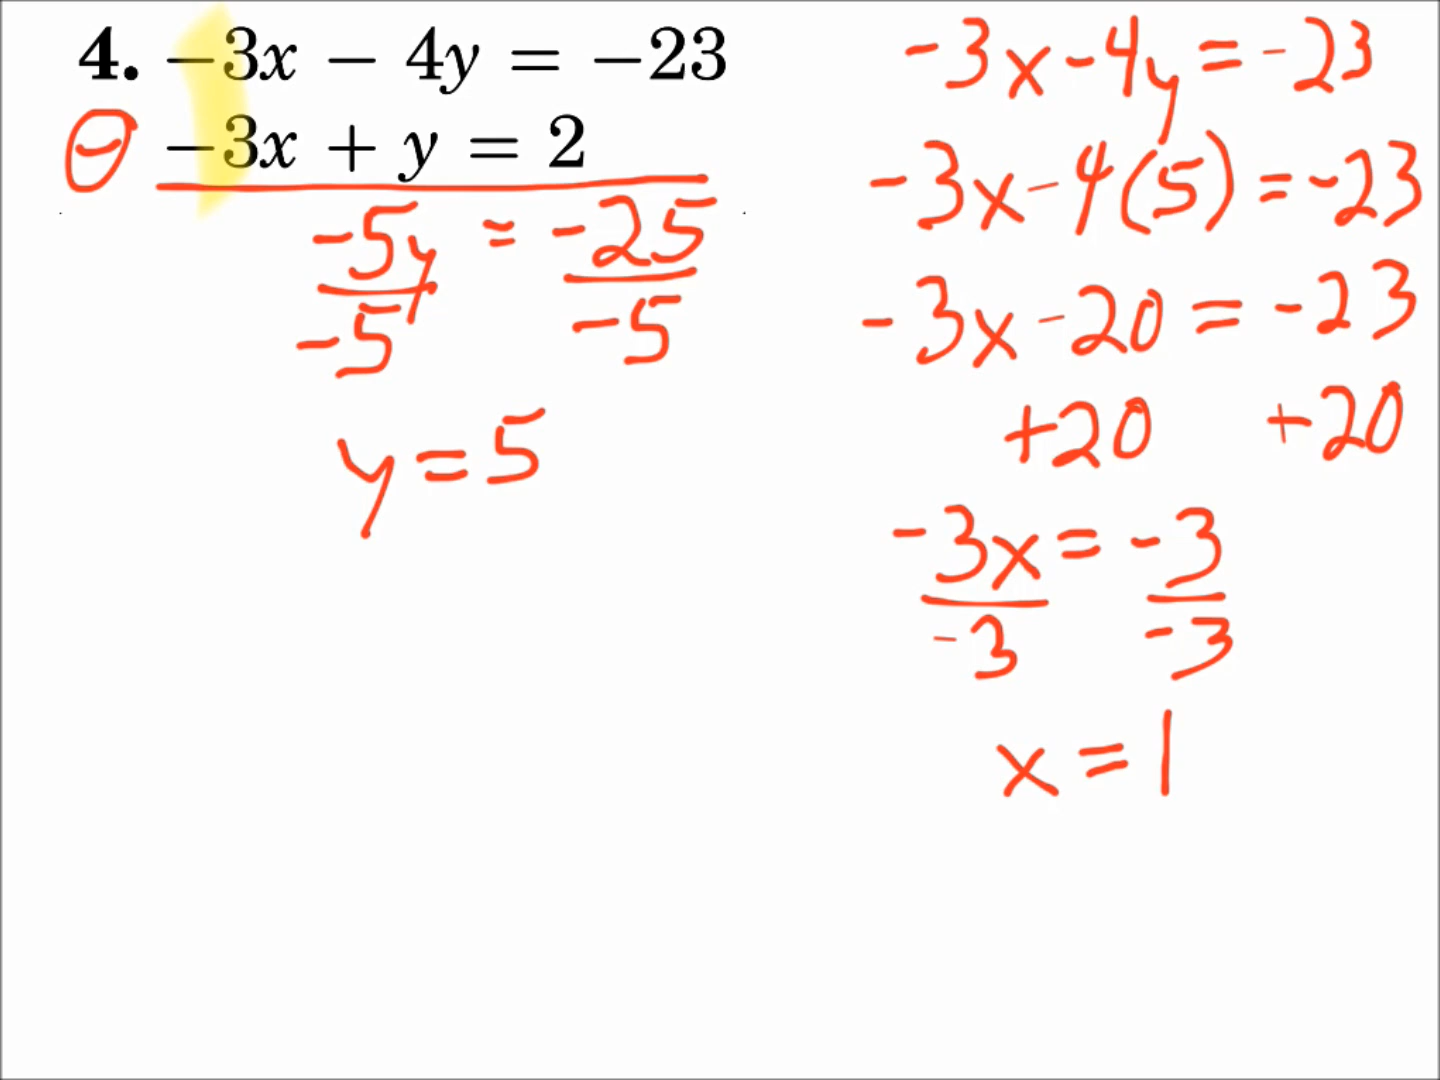 4. −3x − 4y = −23
⊖ −3x + y = 2
-5y = -25
-5 -5
y = 5
-3x - 4y = -23
-3x - 4(5) = -23
-3x - 20 = -23
+20 +20
-3x = -3
-3 -3
x = 1